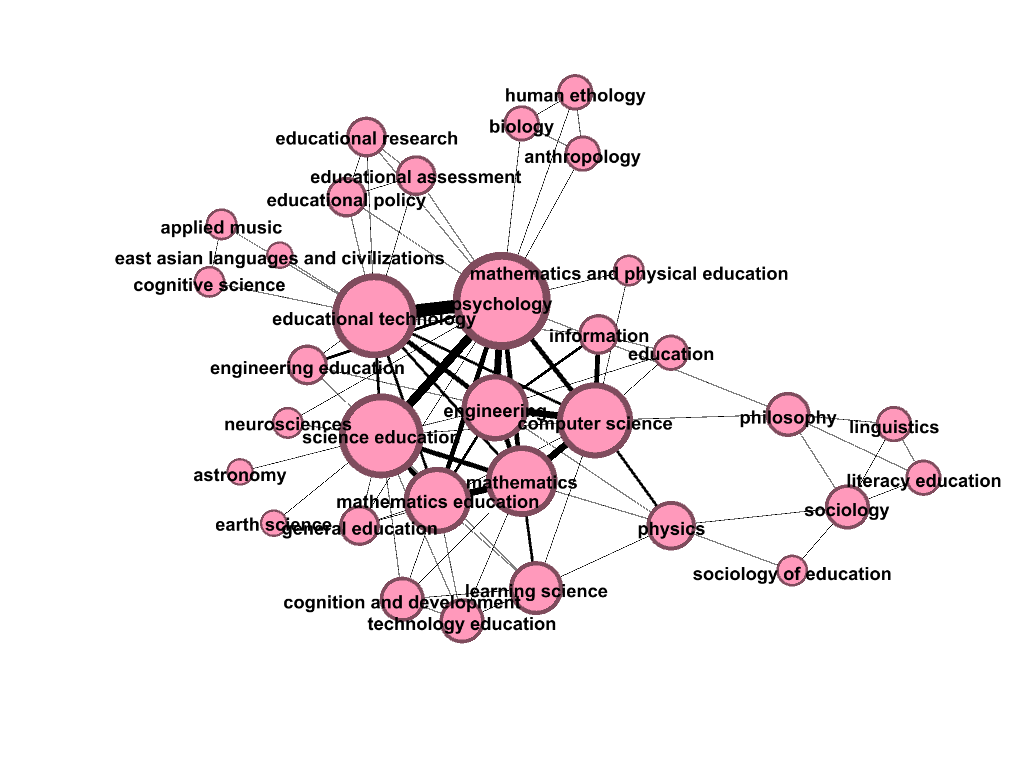 human ethology
biology
educational research
anthropology
educational assessment
educational policy
applied music
east asian languages and civilizations
mathematics and physical education
cognitive science
psychology
educational technology
information
education
engineering education
engineering
philosophy
neurosciences
computer science
linguistics
science education
astronomy
mathematics
literacy education
mathematics education
sociology
earth science
general education
physics
sociology of education
learning science
cognition and development
technology education